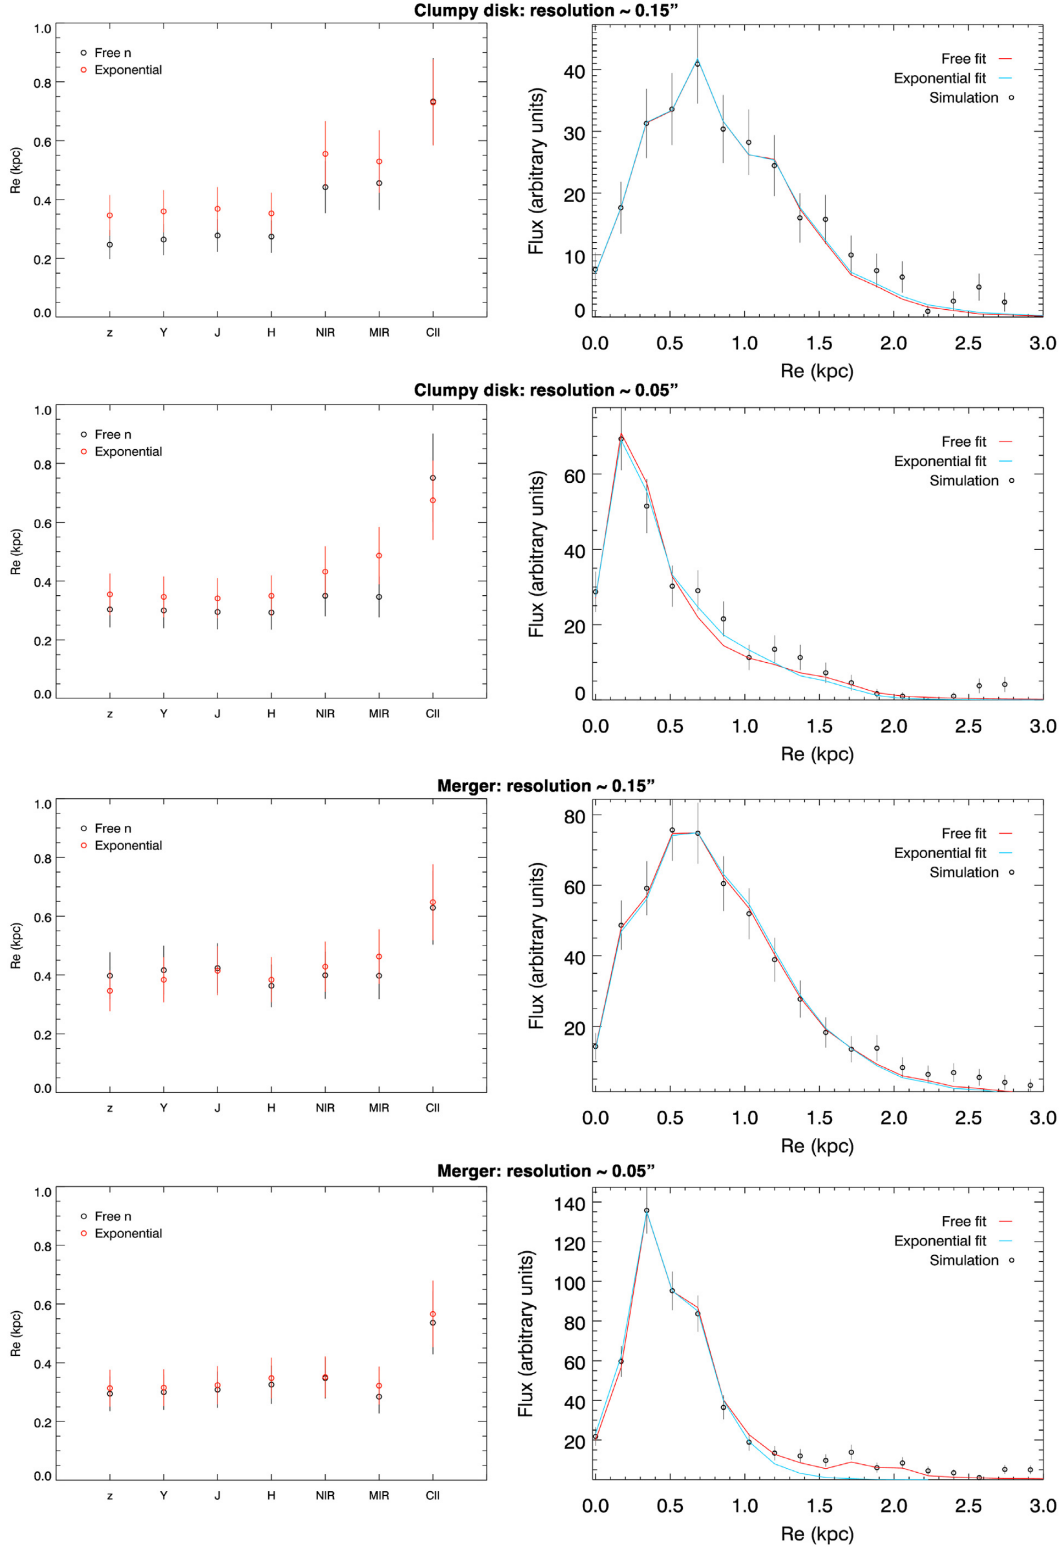 Clumpy disk: resolution ~ 0.15”
Free n
Exponential
1.0
0.8
0.6
0.4
0.2
0.0
Re (kpc)
z Y J H NIR MIR CII
Free fit
Exponential fit
Simulation
40
30
20
10
0
Flux (arbitrary units)
0.0 0.5 1.0 1.5 2.0 2.5 3.0
Re (kpc)
Clumpy disk: resolution ~ 0.05”
Free n
Exponential
1.0
0.8
0.6
0.4
0.2
0.0
Re (kpc)
z Y J H NIR MIR CII
Free fit
Exponential fit
Simulation
60
40
20
0
Flux (arbitrary units)
0.0 0.5 1.0 1.5 2.0 2.5 3.0
Re (kpc)
Merger: resolution ~ 0.15”
Free n
Exponential
1.0
0.8
0.6
0.4
0.2
0.0
Re (kpc)
z Y J H NIR MIR CII
Free fit
Exponential fit
Simulation
80
60
40
20
Flux (arbitrary units)
0.0 0.5 1.0 1.5 2.0 2.5 3.0
Re (kpc)
Merger: resolution ~ 0.05”
Free n
Exponential
1.0
0.8
0.6
0.4
0.2
0.0
Re (kpc)
z Y J H NIR MIR CII
Free fit
Exponential fit
Simulation
140
120
100
80
60
40
20
Flux (arbitrary units)
0.0 0.5 1.0 1.5 2.0 2.5 3.0
Re (kpc)